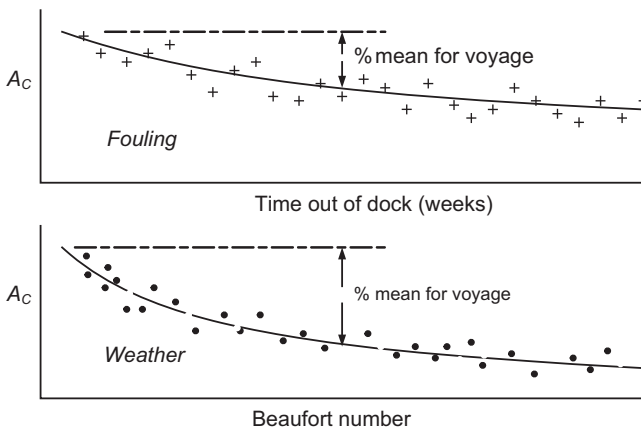 % mean for voyage
A_C
Fouling
Time out of dock (weeks)
A_C
% mean for voyage
Weather
Beaufort number